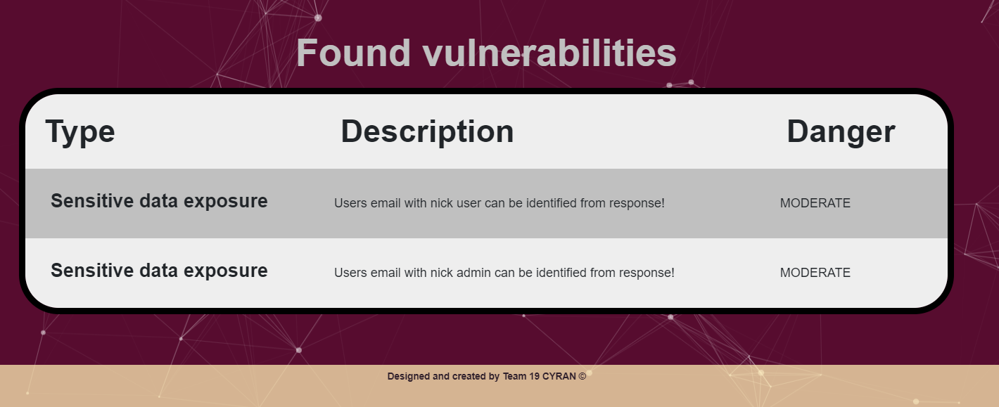 Found vulnerabilities
Type Description Danger
Sensitive data exposure Users email with nick user can be identified from response! MODERATE
Sensitive data exposure Users email with nick admin can be identified from response! MODERATE
Designed and created by Team 19 CYRAN ©